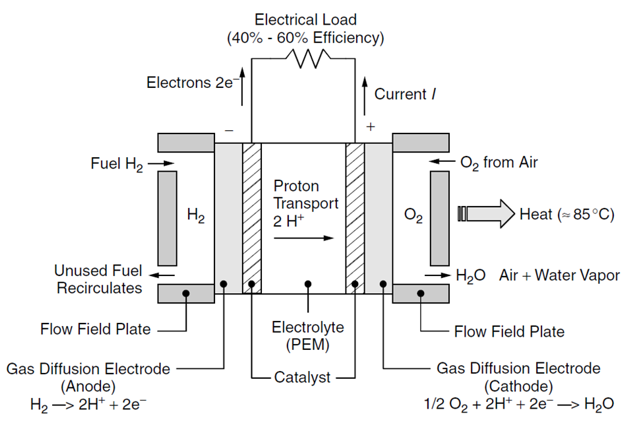 Electrical Load
(40% - 60% Efficiency)
Electrons 2e⁻
Current I
−
+
Fuel H₂
O₂ from Air
Proton
Transport
2 H⁺
H₂
O₂
Heat (≈ 85°C)
Unused Fuel
Recirculates
H₂O Air + Water Vapor
Flow Field Plate
Electrolyte
(PEM)
Flow Field Plate
Gas Diffusion Electrode
(Anode)
H₂ —> 2H⁺ + 2e⁻
Catalyst
Gas Diffusion Electrode
(Cathode)
1/2 O₂ + 2H⁺ + 2e⁻ —> H₂O